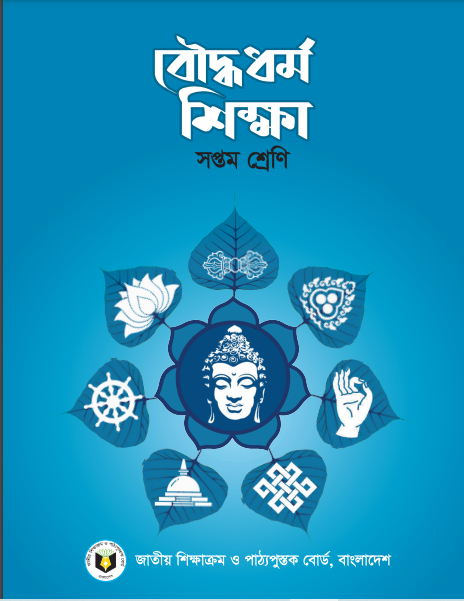 বৌদ্ধধর্ম
শিক্ষা
সপ্তম শ্রেণি
জাতীয় শিক্ষাক্রম ও পাঠ্যপুস্তক বোর্ড, বাংলাদেশ